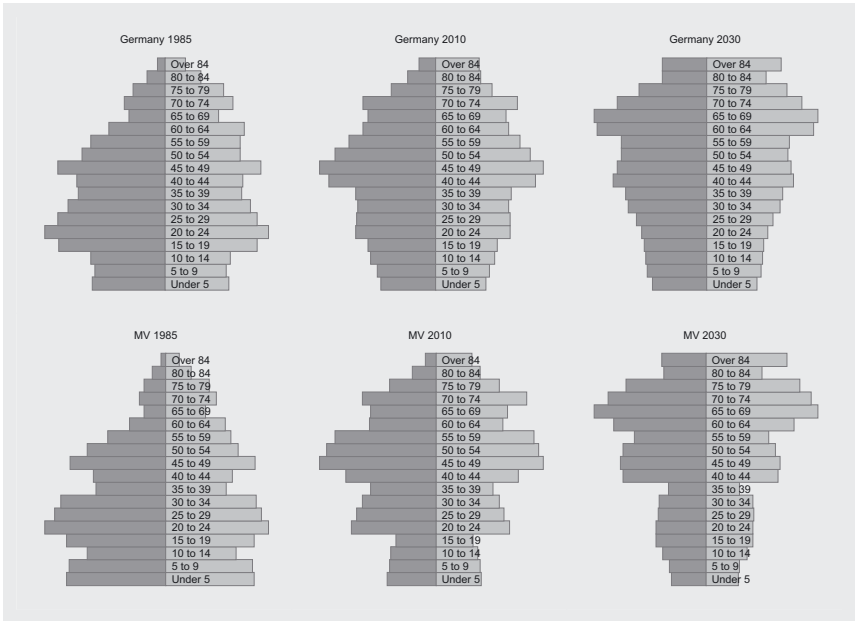 Germany 1985
Over 84
80 to 84
75 to 79
70 to 74
65 to 69
60 to 64
55 to 59
50 to 54
45 to 49
40 to 44
35 to 39
30 to 34
25 to 29
20 to 24
15 to 19
10 to 14
5 to 9
Under 5
Germany 2010
Over 84
80 to 84
75 to 79
70 to 74
65 to 69
60 to 64
55 to 59
50 to 54
45 to 49
40 to 44
35 to 39
30 to 34
25 to 29
20 to 24
15 to 19
10 to 14
5 to 9
Under 5
Germany 2030
Over 84
80 to 84
75 to 79
70 to 74
65 to 69
60 to 64
55 to 59
50 to 54
45 to 49
40 to 44
35 to 39
30 to 34
25 to 29
20 to 24
15 to 19
10 to 14
5 to 9
Under 5
MV 1985
Over 84
80 to 84
75 to 79
70 to 74
65 to 69
60 to 64
55 to 59
50 to 54
45 to 49
40 to 44
35 to 39
30 to 34
25 to 29
20 to 24
15 to 19
10 to 14
5 to 9
Under 5
MV 2010
Over 84
80 to 84
75 to 79
70 to 74
65 to 69
60 to 64
55 to 59
50 to 54
45 to 49
40 to 44
35 to 39
30 to 34
25 to 29
20 to 24
15 to 19
10 to 14
5 to 9
Under 5
MV 2030
Over 84
80 to 84
75 to 79
70 to 74
65 to 69
60 to 64
55 to 59
50 to 54
45 to 49
40 to 44
35 to 39
30 to 34
25 to 29
20 to 24
15 to 19
10 to 14
5 to 9
Under 5